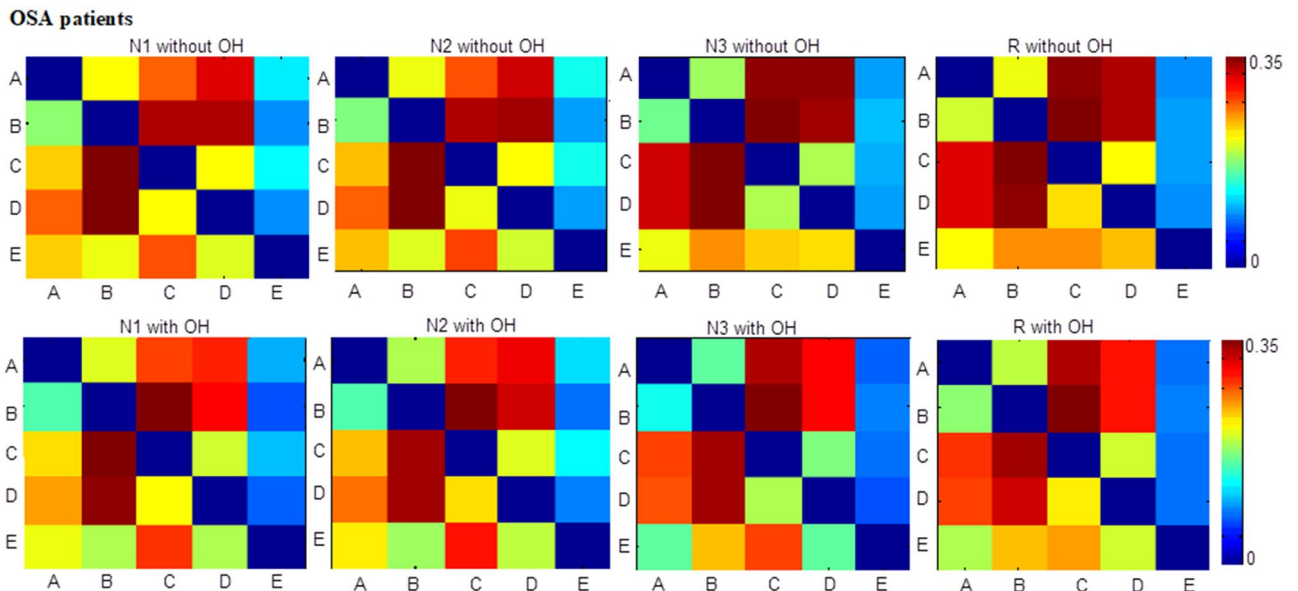 OSA patients
N1 without OH
N2 without OH
N3 without OH
R without OH
A
B
C
D
E
A B C D E
A
B
C
D
E
A B C D E
A
B
C
D
E
A B C D E
A
B
C
D
E
A B C D E
0.35
0
N1 with OH
N2 with OH
N3 with OH
R with OH
A
B
C
D
E
A B C D E
A
B
C
D
E
A B C D E
A
B
C
D
E
A B C D E
A
B
C
D
E
A B C D E
0.35
0